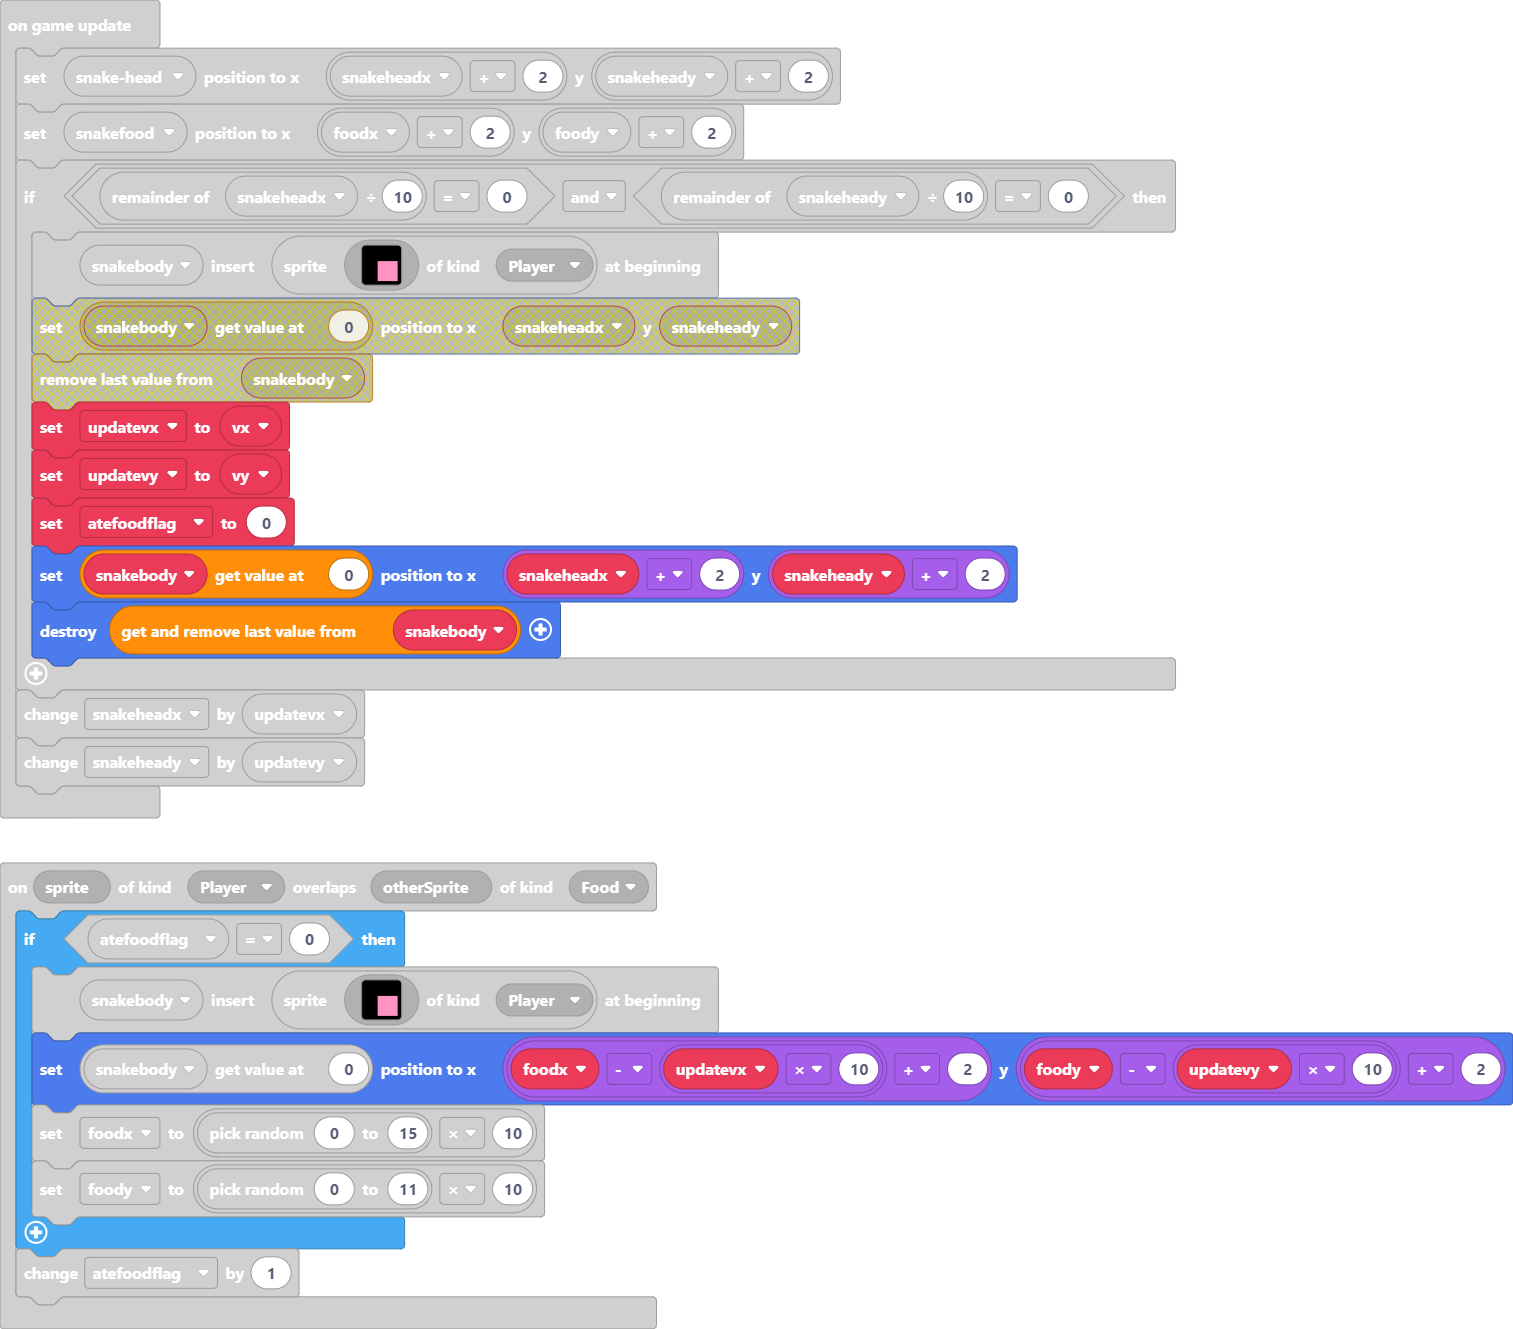 on game update
set snake-head position to x snakeheadx + 2 y snakeheady + 2
set snakefood position to x foodx + 2 y foody + 2
if remainder of snakeheadx ÷ 10 = 0 and remainder of snakeheady ÷ 10 = 0 then
snakebody insert sprite of kind Player at beginning
set snakebody get value at 0 position to x snakeheadx y snakeheady
remove last value from snakebody
set updatevx to vx
set updatevy to vy
set atefoodflag to 0
set snakebody get value at 0 position to x snakeheadx + 2 y snakeheady + 2
destroy get and remove last value from snakebody
change snakeheadx by updatevx
change snakeheady by updatevy
on sprite of kind Player overlaps otherSprite of kind Food
if atefoodflag = 0 then
snakebody insert sprite of kind Player at beginning
set snakebody get value at 0 position to x foodx - updatevx × 10 + 2 y foody - updatevy × 10 + 2
set foodx to pick random 0 to 15 × 10
set foody to pick random 0 to 11 × 10
change atefoodflag by 1